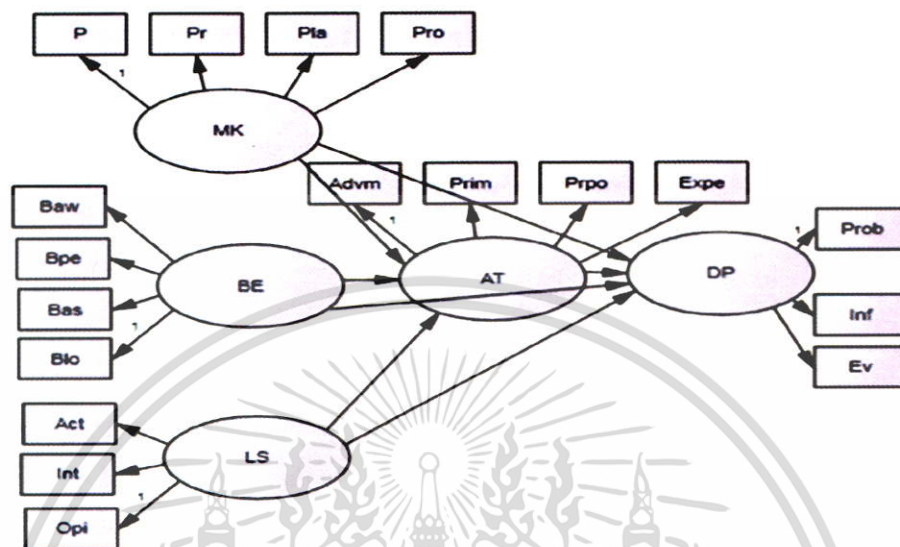 P Pr Pla Pro
1
MK
Advm Prim Prpo Expe
1
Baw
Bpe
Bas
Blo
1
BE
AT
DP
1
Prob
Inf
Ev
Act
Int
Opi
1
LS